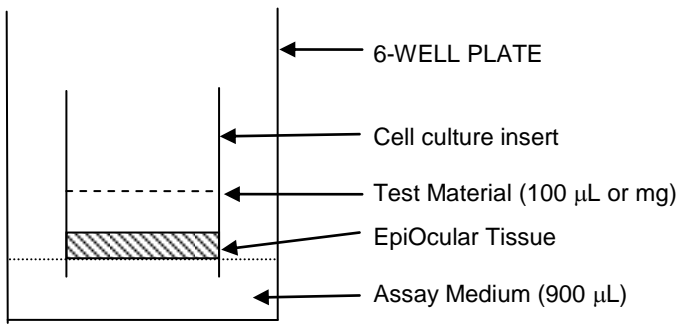 6-WELL PLATE
Cell culture insert
Test Material (100 μL or mg)
EpiOcular Tissue
Assay Medium (900 μL)